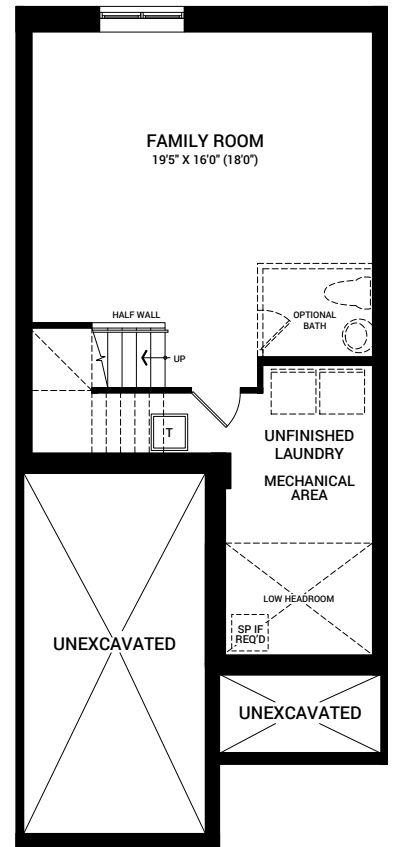 FAMILY ROOM
19'5" X 16'0" (18'0")
HALF WALL
OPTIONAL
BATH
UP
T
UNFINISHED
LAUNDRY
MECHANICAL
AREA
LOW HEADROOM
SP IF
REQ'D
UNEXCAVATED
UNEXCAVATED